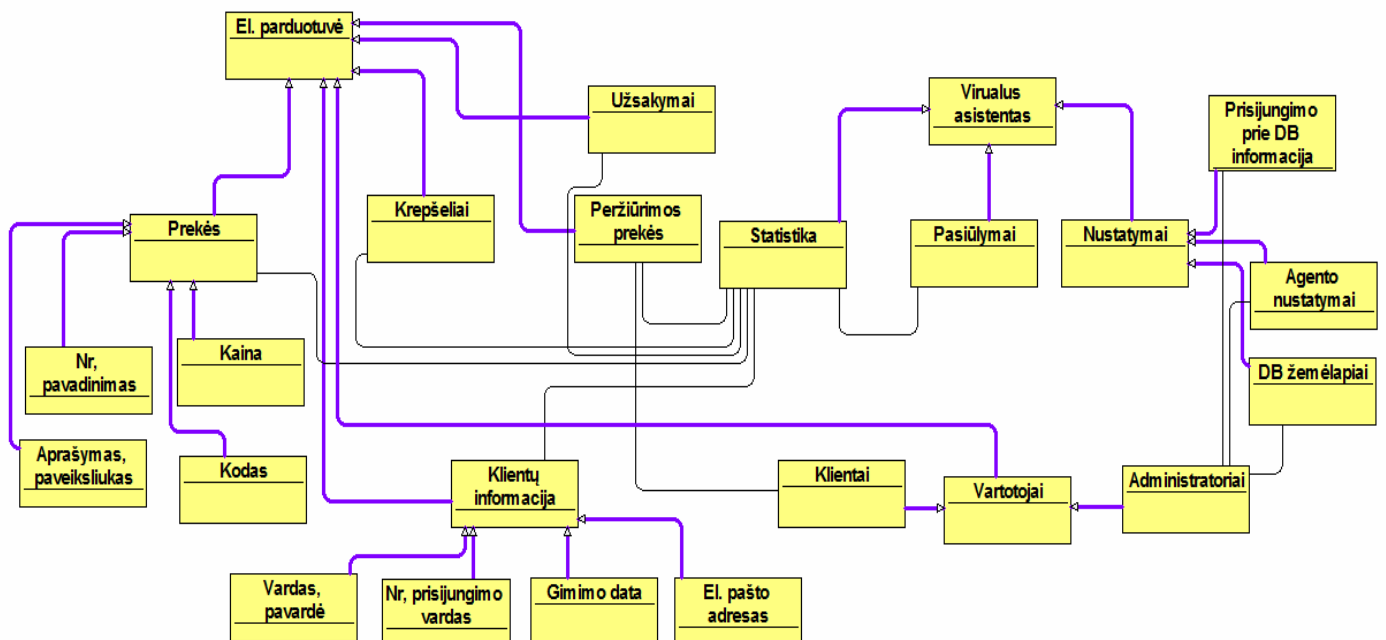 El. parduotuvė
Užsakymai
Virualus
asistentas
Prisijungimo
prie DB
informacija
Prekės
Krepšeliai
Peržiūrimos
prekės
Statistika
Pasiūlymai
Nustatymai
Agento
nustatymai
Nr,
pavadinimas
Kaina
DB žemėlapiai
Aprašymas,
paveiksliukas
Kodas
Klientų
informacija
Klientai
Vartotojai
Administratoriai
Vardas,
pavardė
Nr, prisijungimo
vardas
Gimimo data
El. pašto
adresas